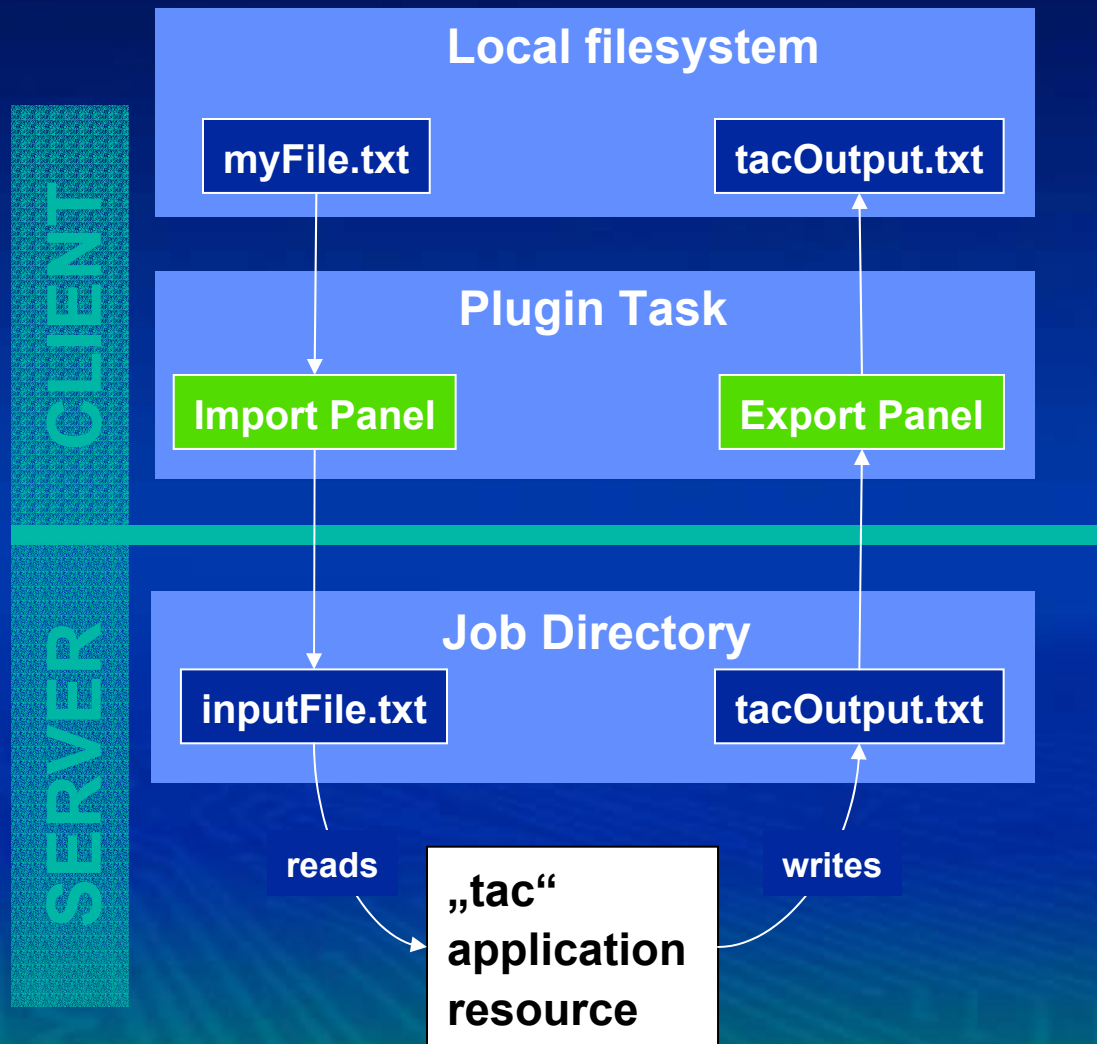 Local filesystem
myFile.txt
tacOutput.txt
CLIENT
Plugin Task
Import Panel
Export Panel
SERVER
Job Directory
inputFile.txt
tacOutput.txt
reads
writes
„tac“
application
resource